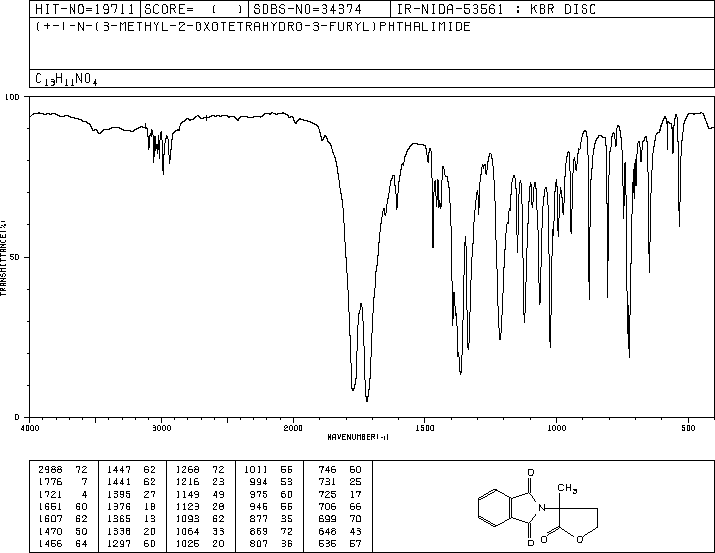 HIT-NO=19711 SCORE= ( ) SDBS-NO=34374 IR-NIDA-53561 : KBR DISC
(+-)-N-(3-METHYL-2-OXOTETRAHYDRO-3-FURYL)PHTHALIMIDE
C13H11NO4
100
50
0
TRANSMITTANCE(%)
4000 3000 2000 1500 1000 500
WAVENUMBER(-1)
2988 72 1447 62 1268 72 1011 66 746 60
1776 7 1441 62 1216 23 994 53 731 25
1721 4 1395 27 1149 49 975 60 725 17
1651 60 1376 18 1123 28 945 55 706 66
1607 62 1365 13 1093 62 877 35 699 70
1470 50 1338 20 1064 33 859 72 648 43
1456 64 1297 60 1025 20 807 36 535 57
O
CH3
N
O
O
O